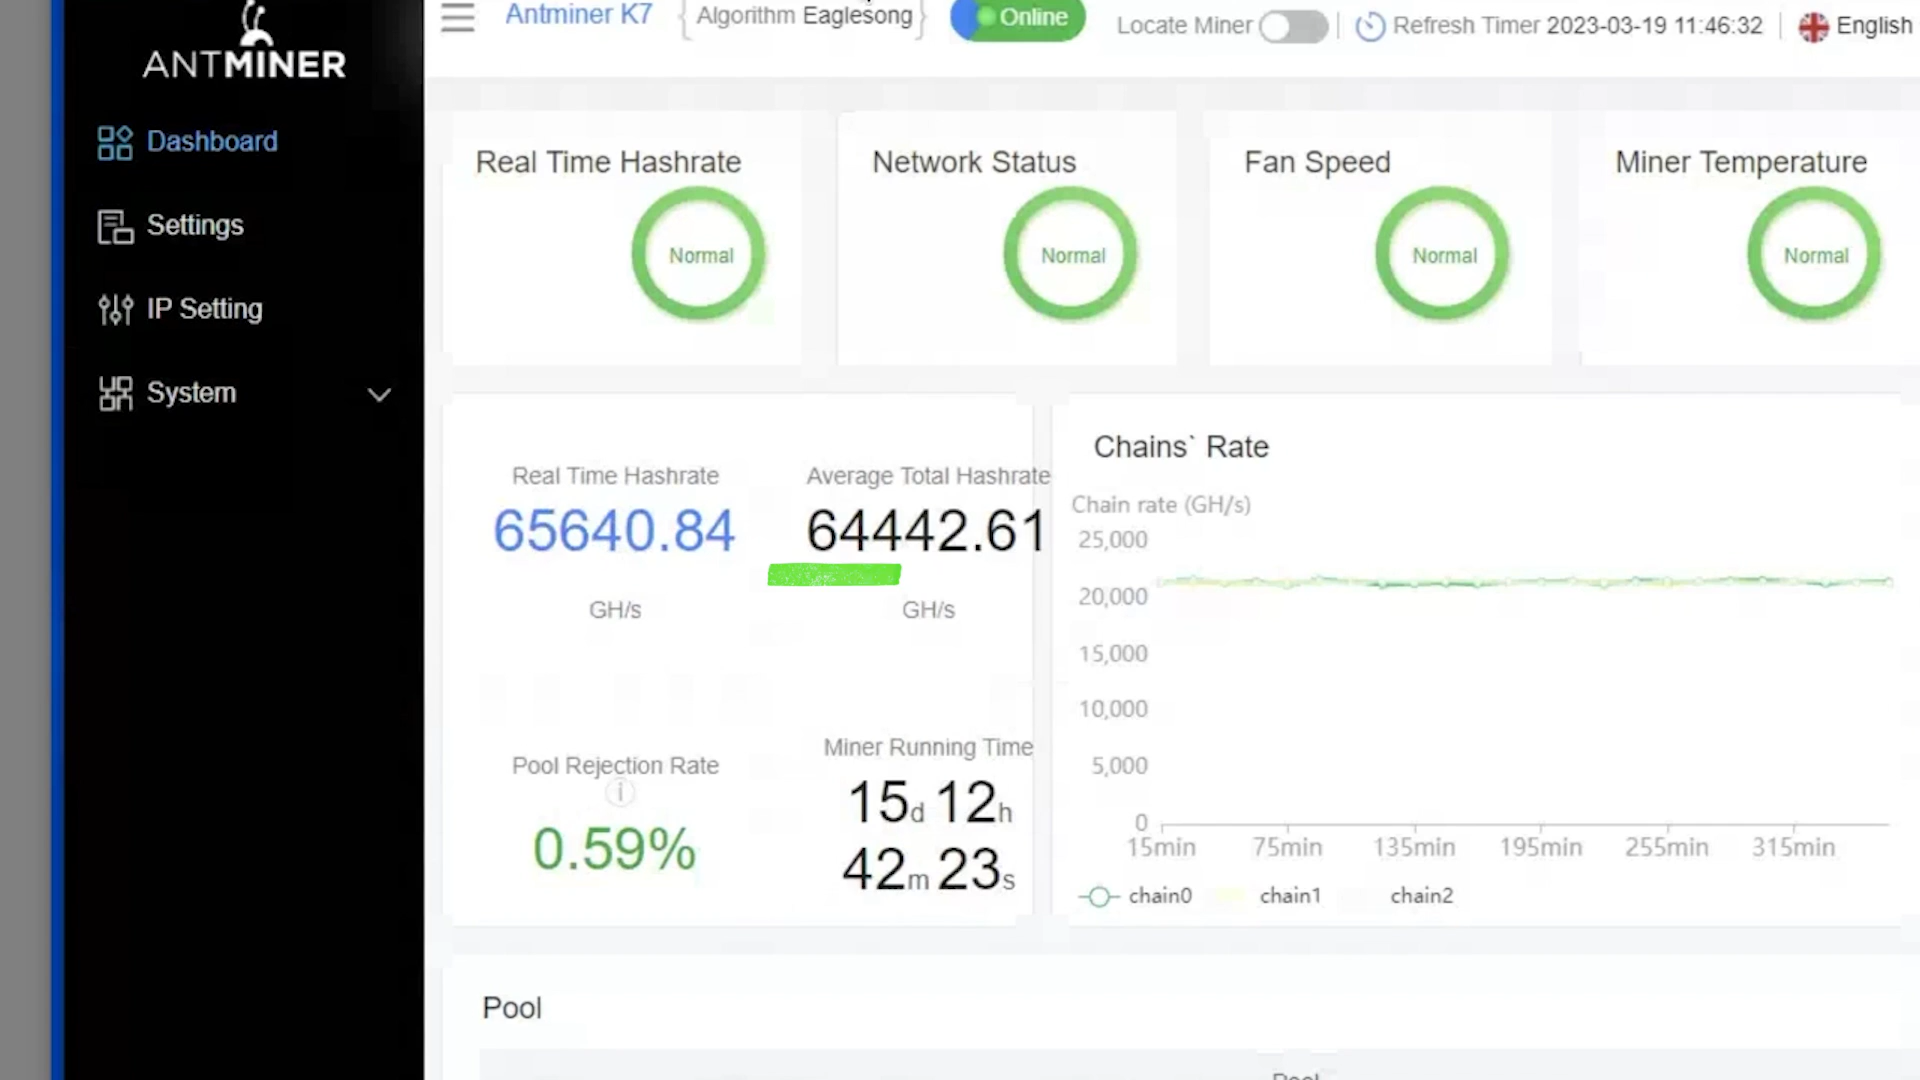 ANTMINER
Antminer K7
Algorithm Eaglesong
Online
Locate Miner
Refresh Timer 2023-03-19 11:46:32
English
Dashboard
Settings
IP Setting
System
Real Time Hashrate
Normal
Network Status
Normal
Fan Speed
Normal
Miner Temperature
Normal
Real Time Hashrate
65640.84
GH/s
Average Total Hashrate
64442.61
GH/s
Pool Rejection Rate
i
0.59%
Miner Running Time
15d 12h
42m 23s
Chains` Rate
Chain rate (GH/s)
25,000
20,000
15,000
10,000
5,000
0
15min 75min 135min 195min 255min 315min
chain0 chain1 chain2
Pool